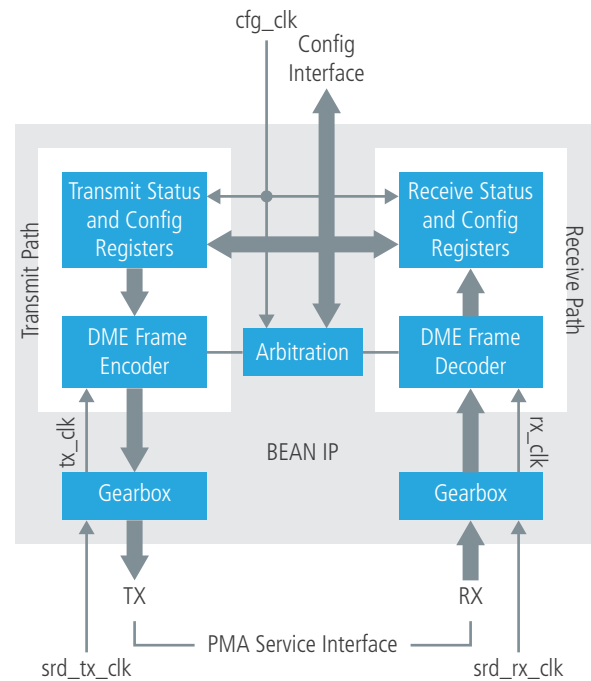 cfg_clk
Config
Interface
Transmit Path
Transmit Status
and Config
Registers
Receive Status
and Config
Registers
Receive Path
DME Frame
Encoder
Arbitration
DME Frame
Decoder
tx_clk
rx_clk
BEAN IP
Gearbox
Gearbox
TX
RX
PMA Service Interface
srd_tx_clk
srd_rx_clk